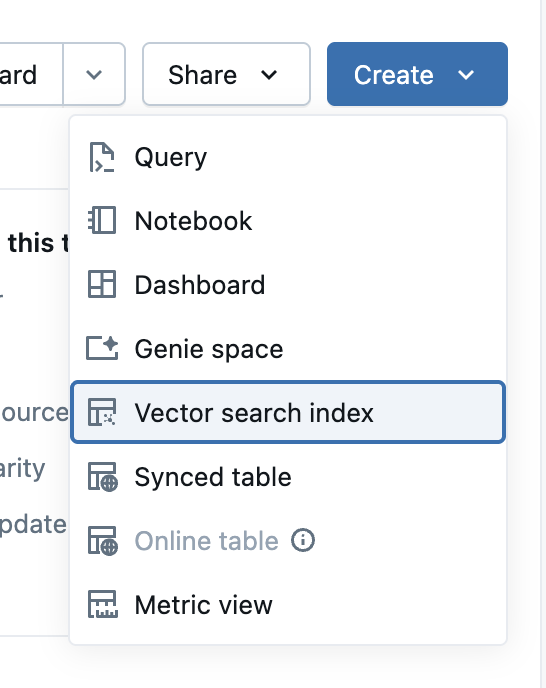 ard
Share
Create
Query
Notebook
this t
Dashboard
Genie space
Vector search index
ource
Synced table
arity
Online table
pdate
Metric view